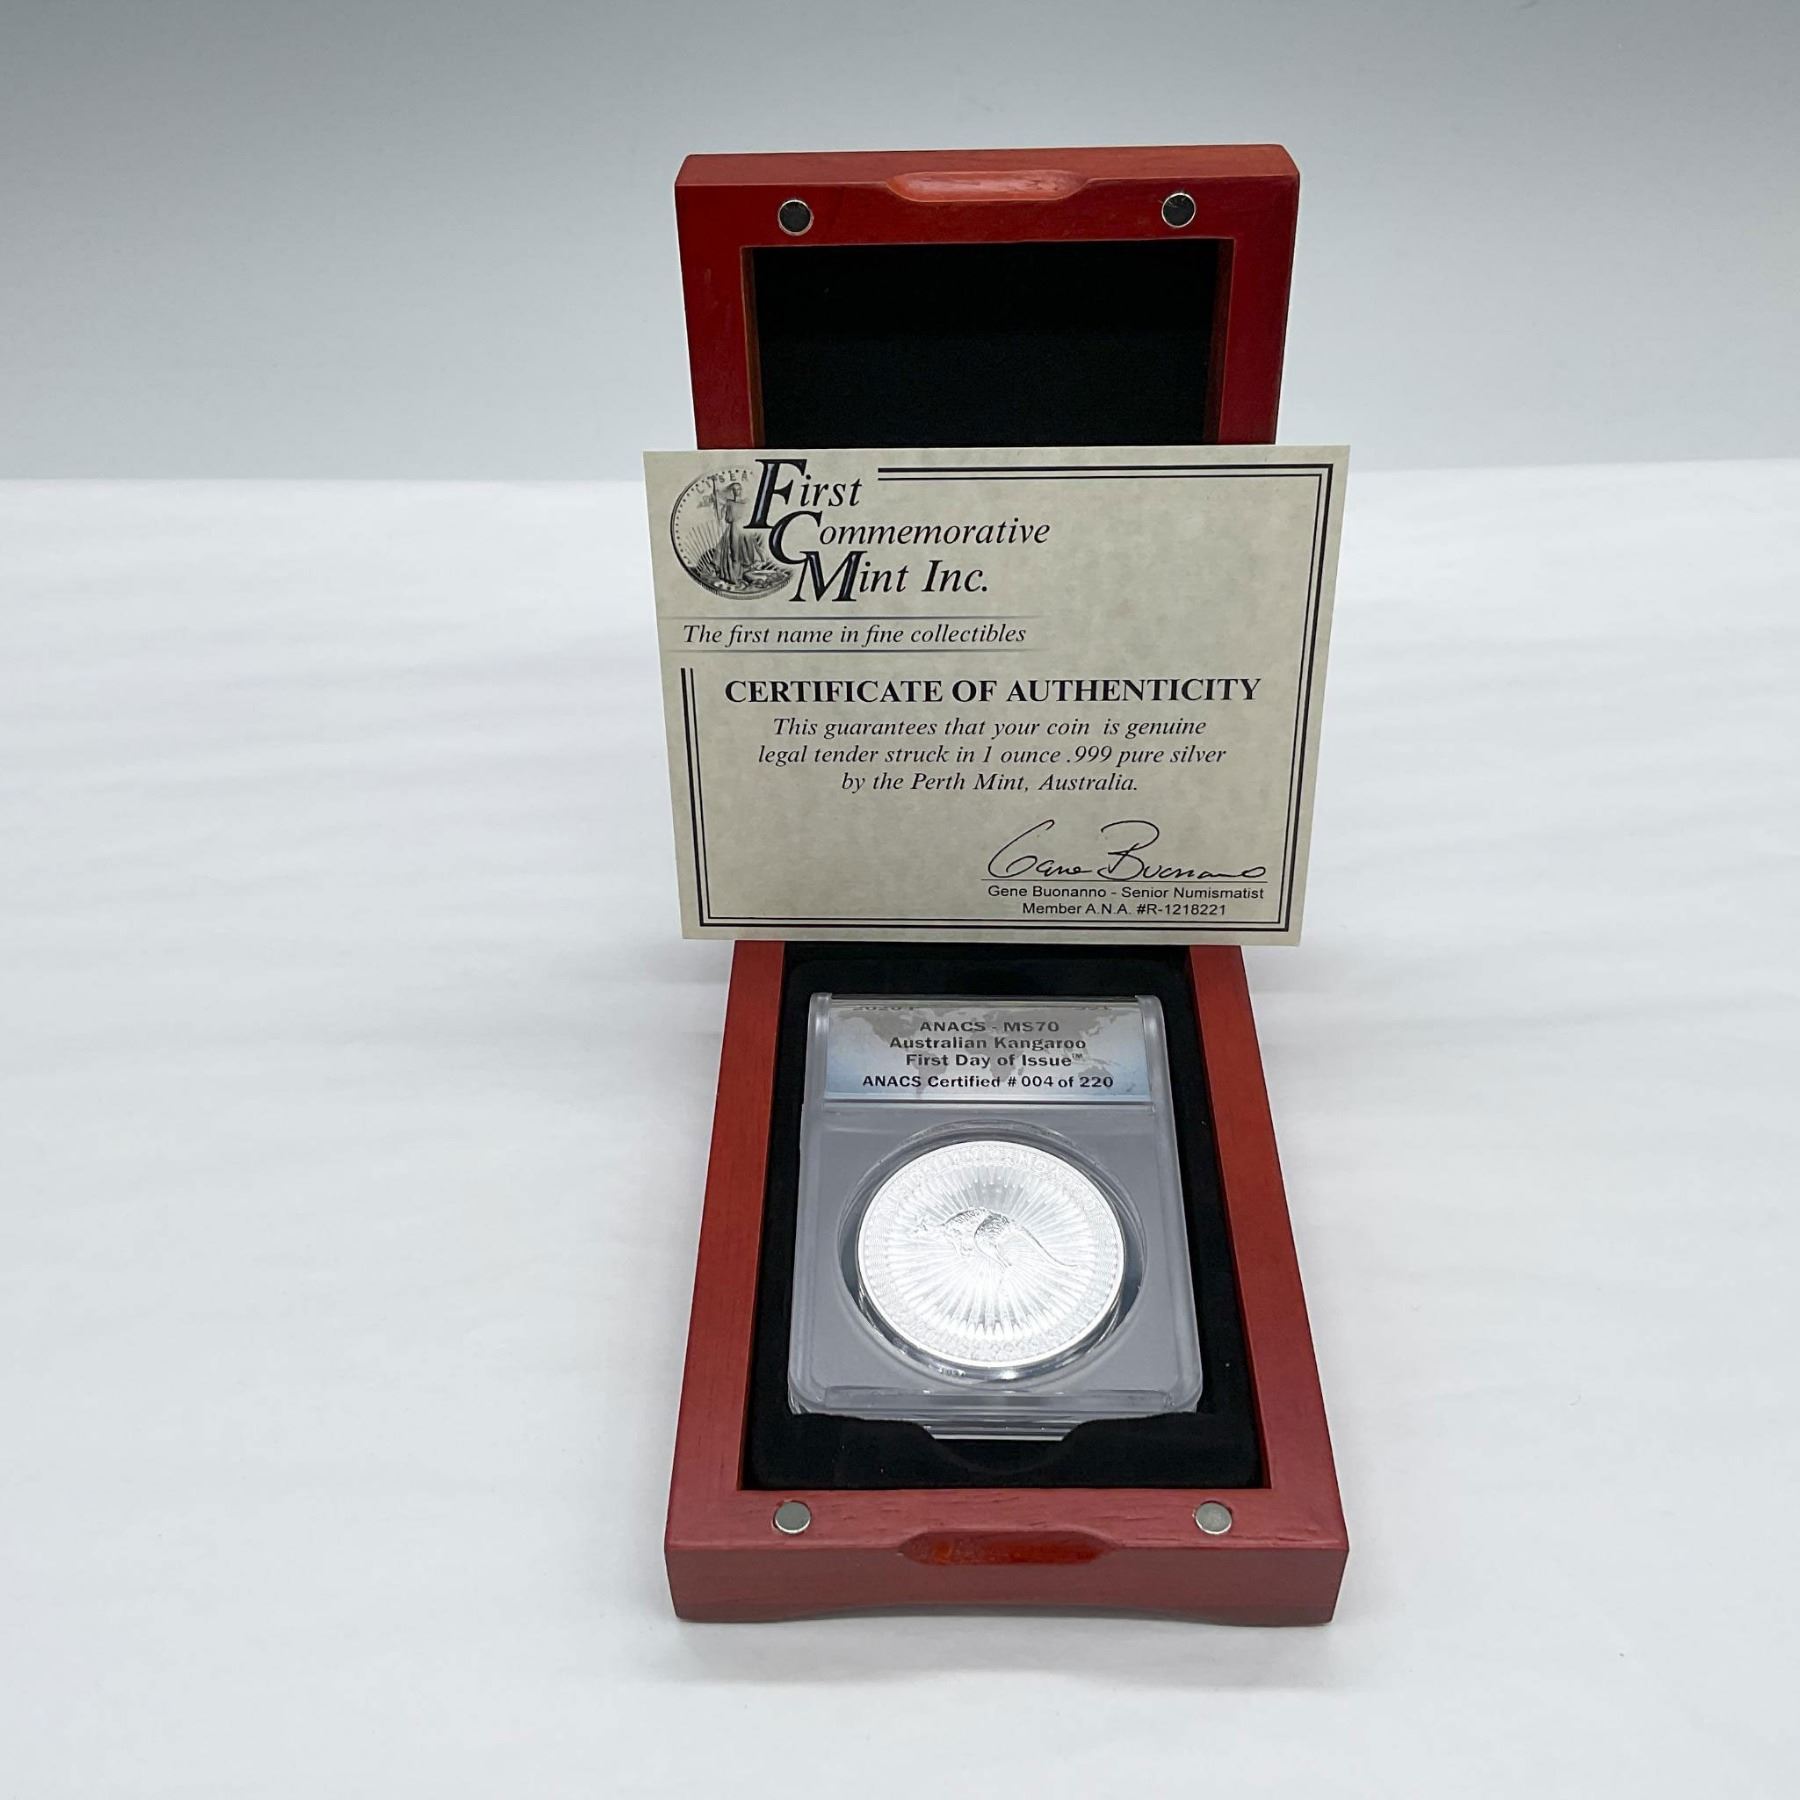 First
Commemorative
Mint Inc.
The first name in fine collectibles
CERTIFICATE OF AUTHENTICITY
This guarantees that your coin is genuine
legal tender struck in 1 ounce .999 pure silver
by the Perth Mint, Australia.
Gene Buonanno
Gene Buonanno - Senior Numismatist
Member A.N.A. #R-1218221
ANACS - MS70
Australian Kangaroo
First Day of Issue™
ANACS Certified # 004 of 220